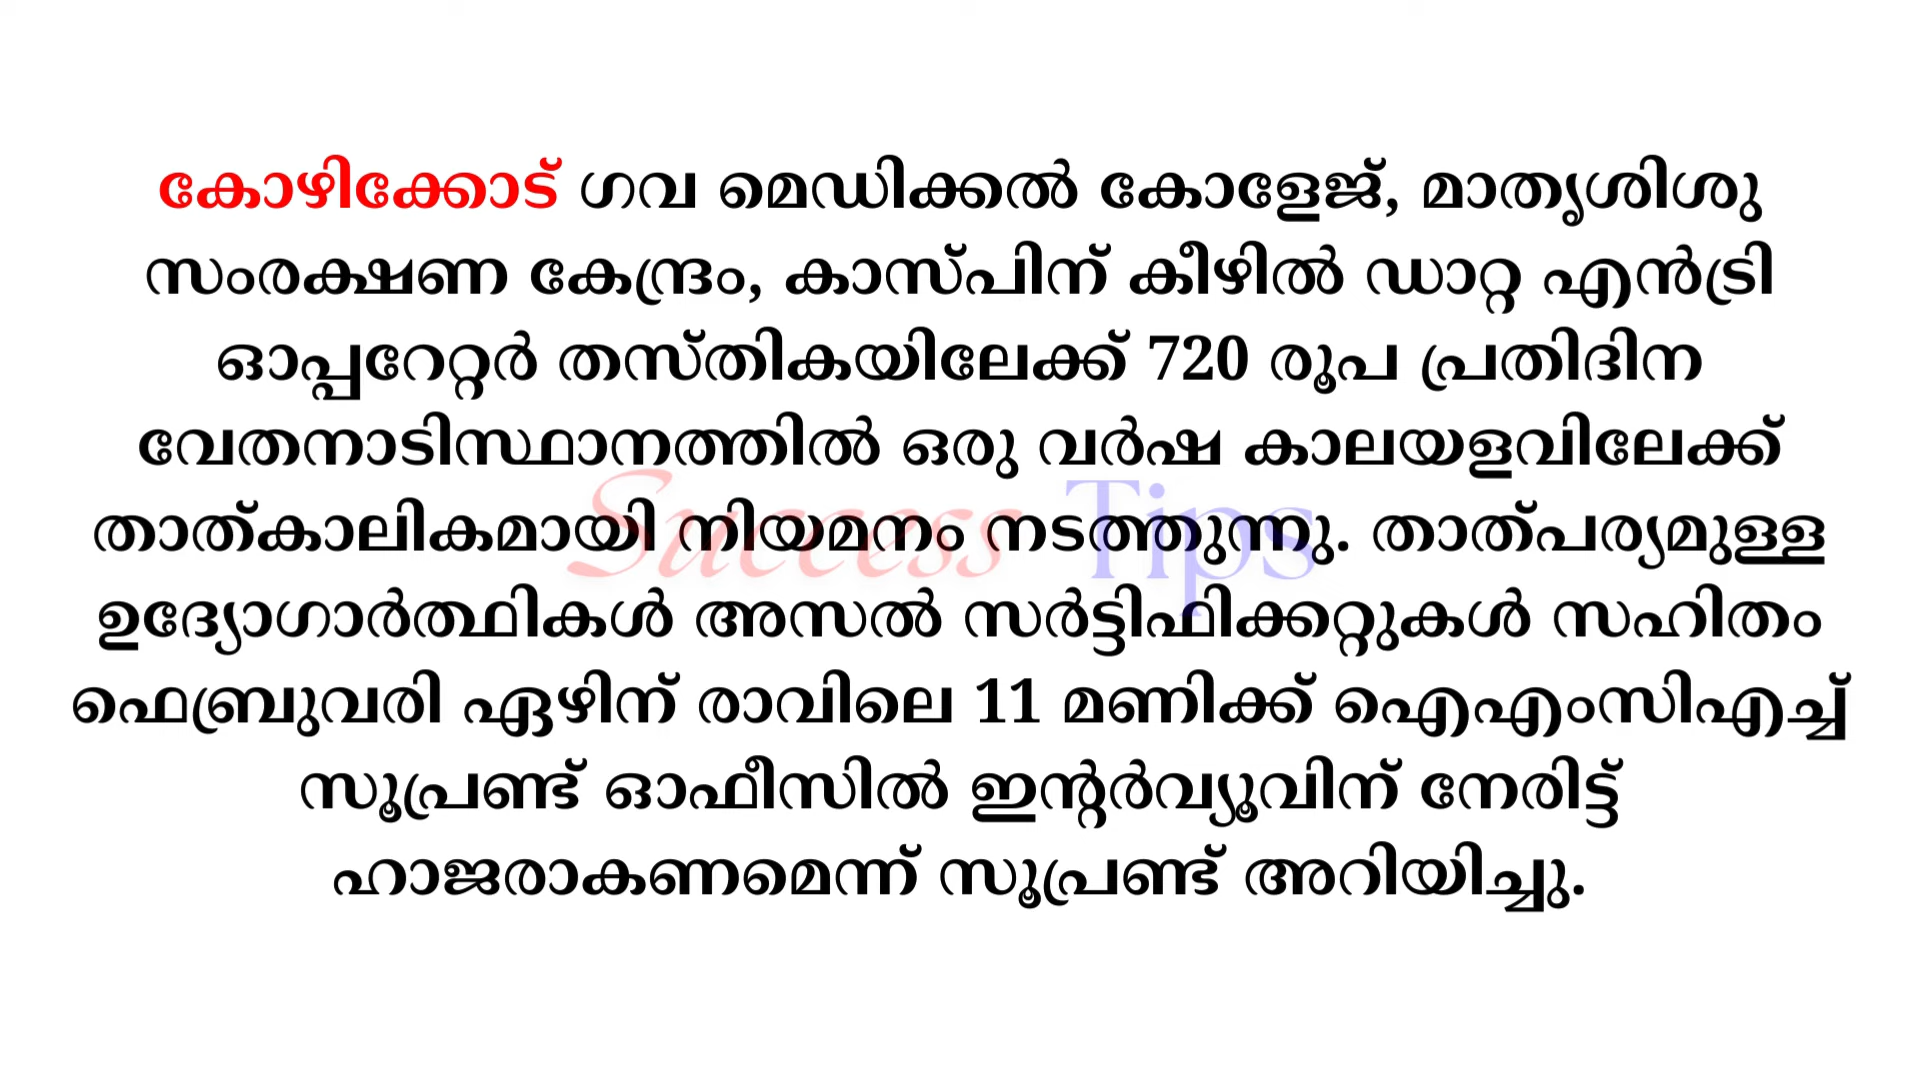 കോഴിക്കോട് ഗവ മെഡിക്കൽ കോളേജ്, മാതൃശിശു
സംരക്ഷണ കേന്ദ്രം, കാസ്പിന് കീഴിൽ ഡാറ്റ എൻട്രി
ഓപ്പറേറ്റർ തസ്തികയിലേക്ക് 720 രൂപ പ്രതിദിന
വേതനാടിസ്ഥാനത്തിൽ ഒരു വർഷ കാലയളവിലേക്ക്
താത്കാലികമായി നിയമനം നടത്തുന്നു. താത്പര്യമുള്ള
Success Tips
ഉദ്യോഗാർത്ഥികൾ അസൽ സർട്ടിഫിക്കറ്റുകൾ സഹിതം
ഫെബ്രുവരി ഏഴിന് രാവിലെ 11 മണിക്ക് ഐഎംസിഎച്ച്
സൂപ്രണ്ട് ഓഫീസിൽ ഇന്റർവ്യൂവിന് നേരിട്ട്
ഹാജരാകണമെന്ന് സൂപ്രണ്ട് അറിയിച്ചു.